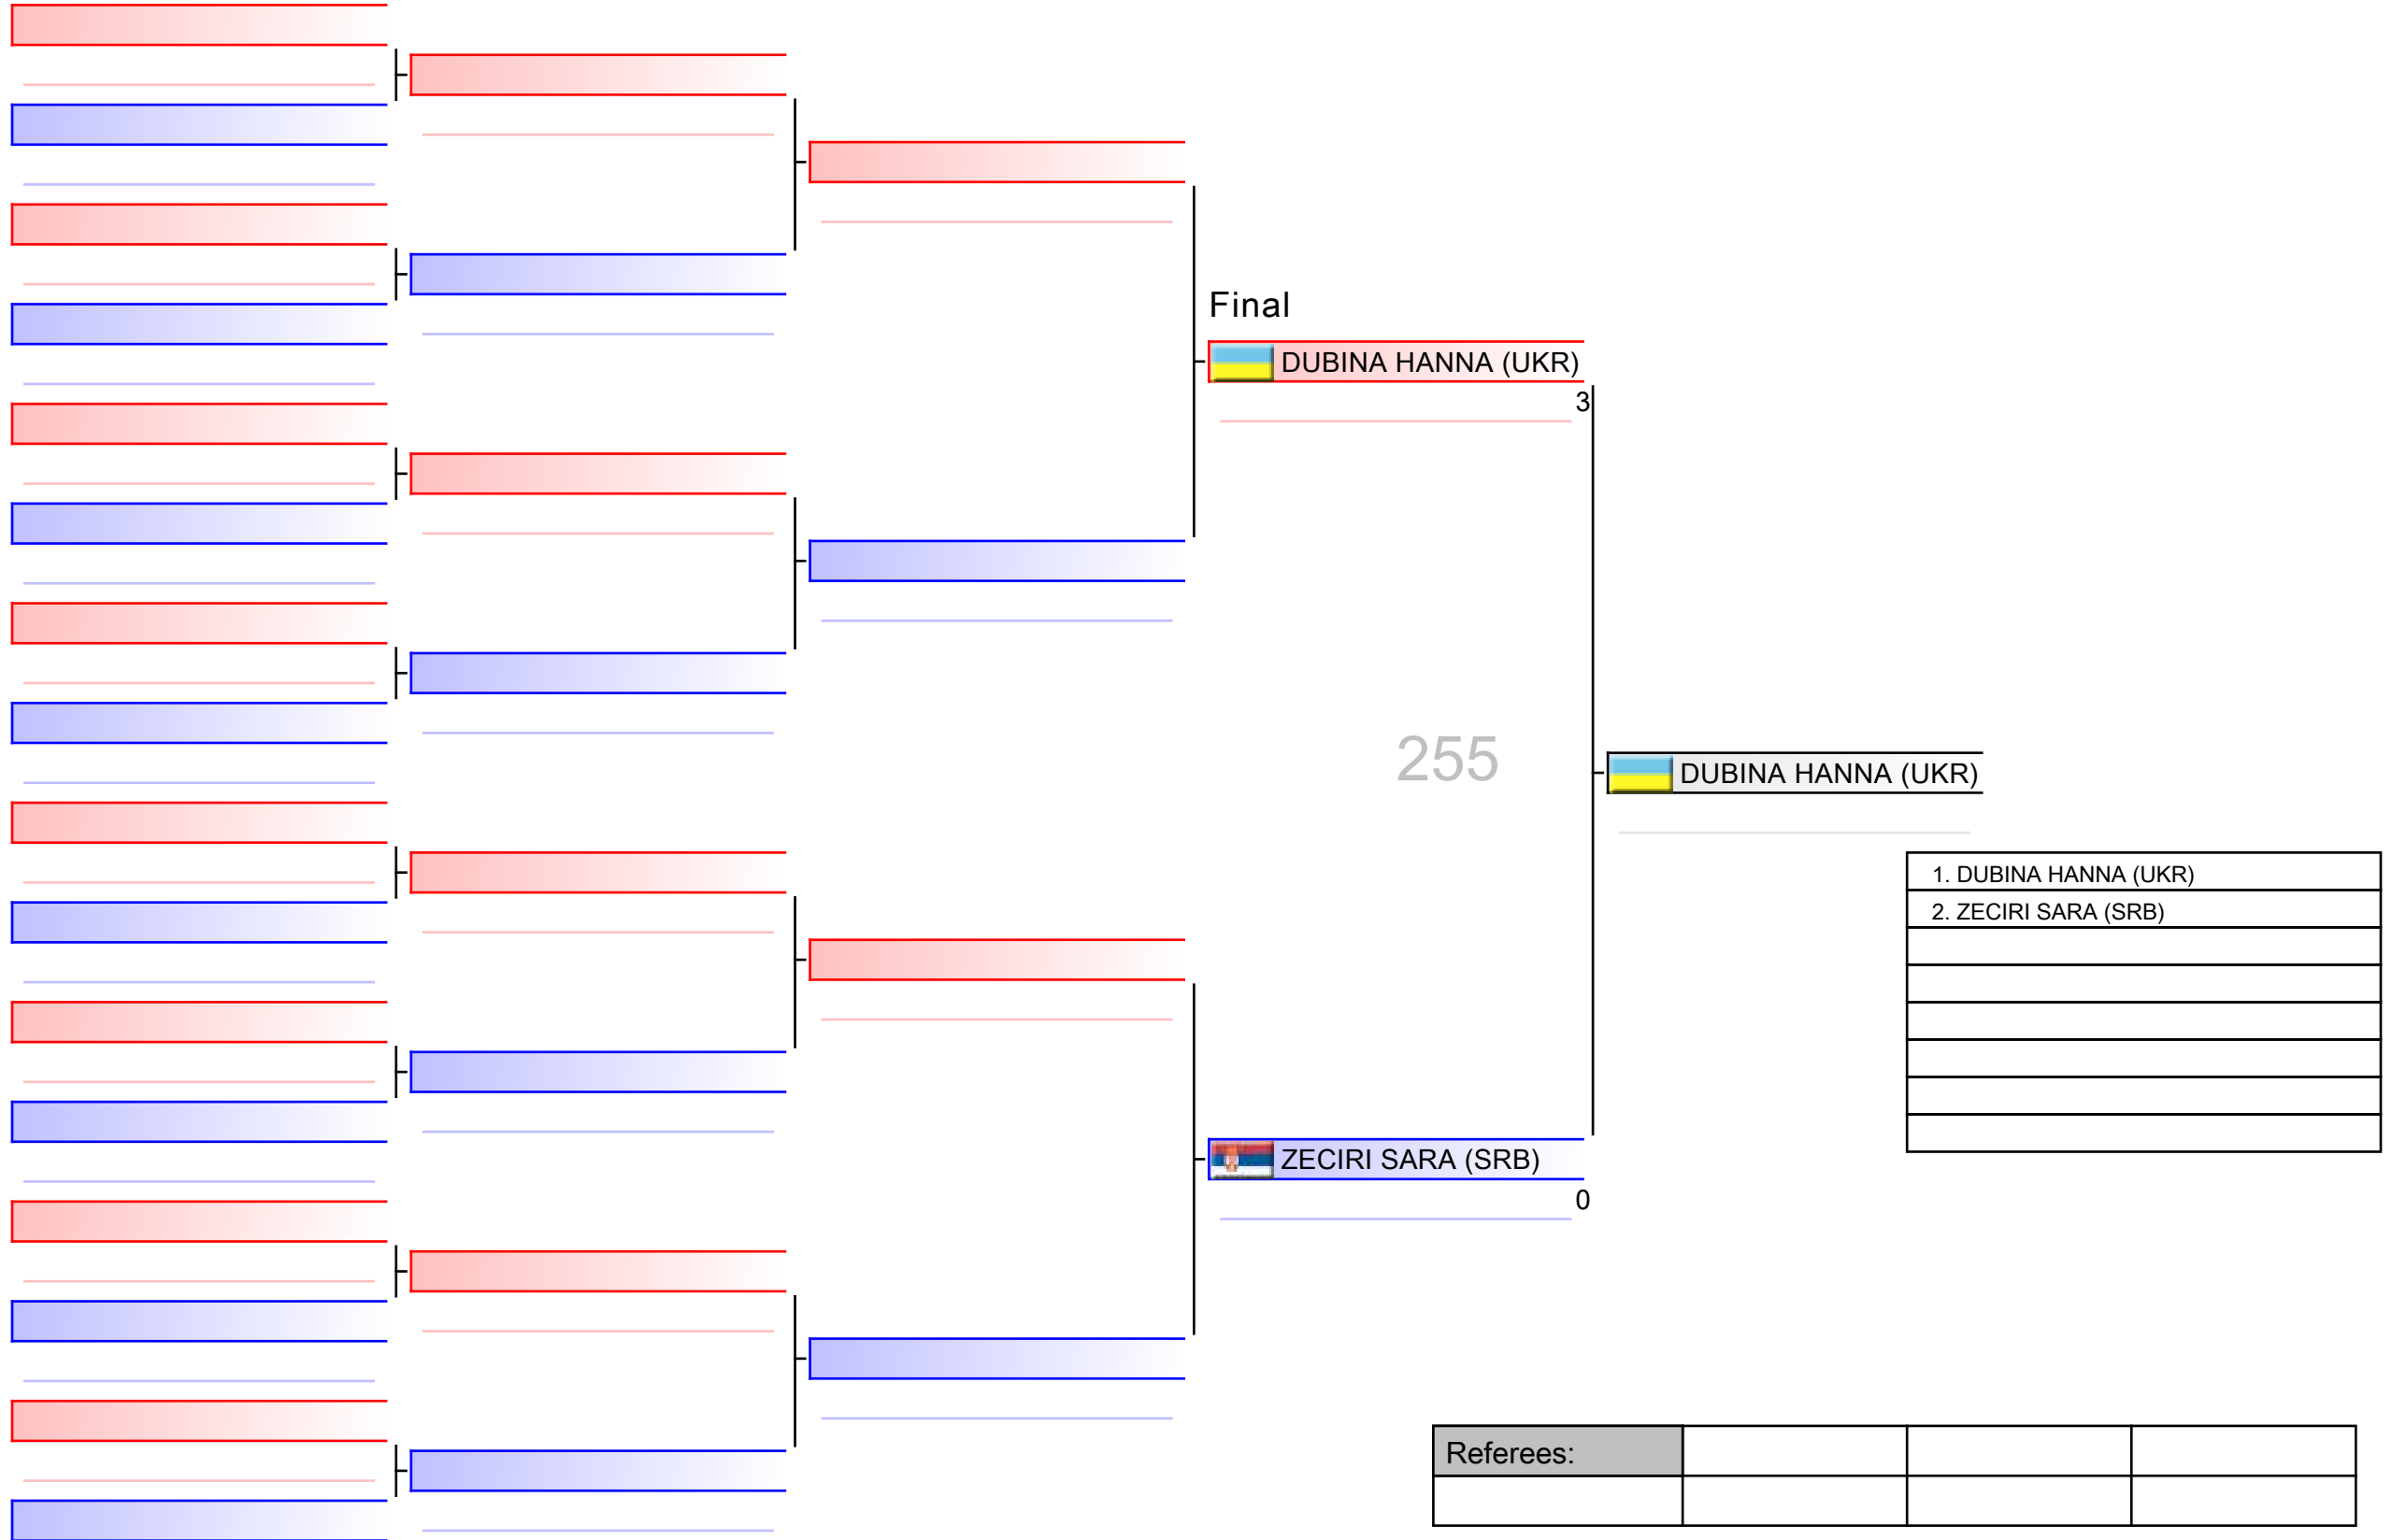 Final
DUBINA HANNA (UKR)
3
255
DUBINA HANNA (UKR)
1. DUBINA HANNA (UKR)
2. ZECIRI SARA (SRB)
ZECIRI SARA (SRB)
0
Referees: